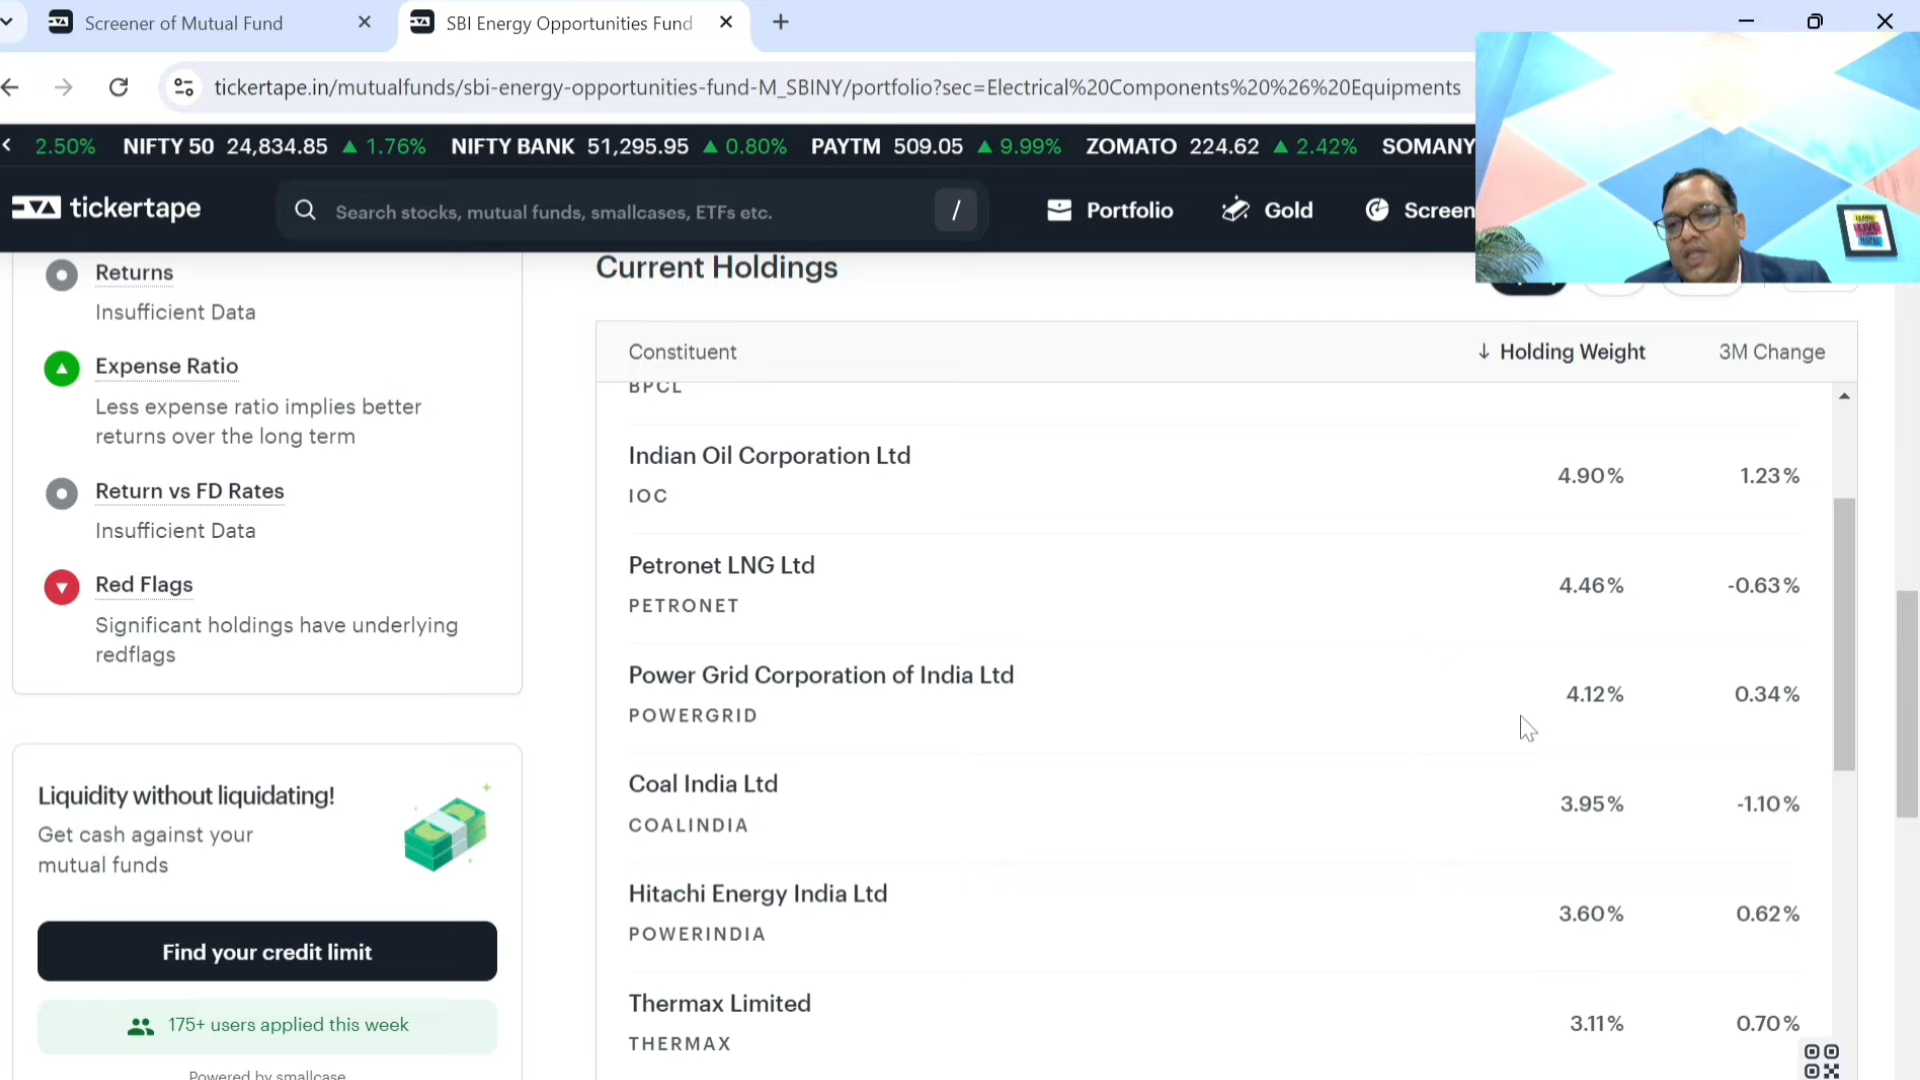 Screener of Mutual Fund
SBI Energy Opportunities Fund
tickertape.in/mutualfunds/sbi-energy-opportunities-fund-M_SBINY/portfolio?sec=Electrical%20Components%20%26%20Equipments
2.50% NIFTY 50 24,834.85 ▲ 1.76% NIFTY BANK 51,295.95 ▲ 0.80% PAYTM 509.05 ▲ 9.99% ZOMATO 224.62 ▲ 2.42% SOMANY
tickertape
Search stocks, mutual funds, smallcases, ETFs etc.
/
Portfolio
Gold
Screen
Returns
Insufficient Data
Expense Ratio
Less expense ratio implies better
returns over the long term
Return vs FD Rates
Insufficient Data
Red Flags
Significant holdings have underlying
redflags
Liquidity without liquidating!
Get cash against your
mutual funds
Find your credit limit
175+ users applied this week
Powered by smallcase
Current Holdings
Constituent ↓ Holding Weight 3M Change
BPCL
Indian Oil Corporation Ltd
IOC
4.90% 1.23%
Petronet LNG Ltd
PETRONET
4.46% -0.63%
Power Grid Corporation of India Ltd
POWERGRID
4.12% 0.34%
Coal India Ltd
COALINDIA
3.95% -1.10%
Hitachi Energy India Ltd
POWERINDIA
3.60% 0.62%
Thermax Limited
THERMAX
3.11% 0.70%